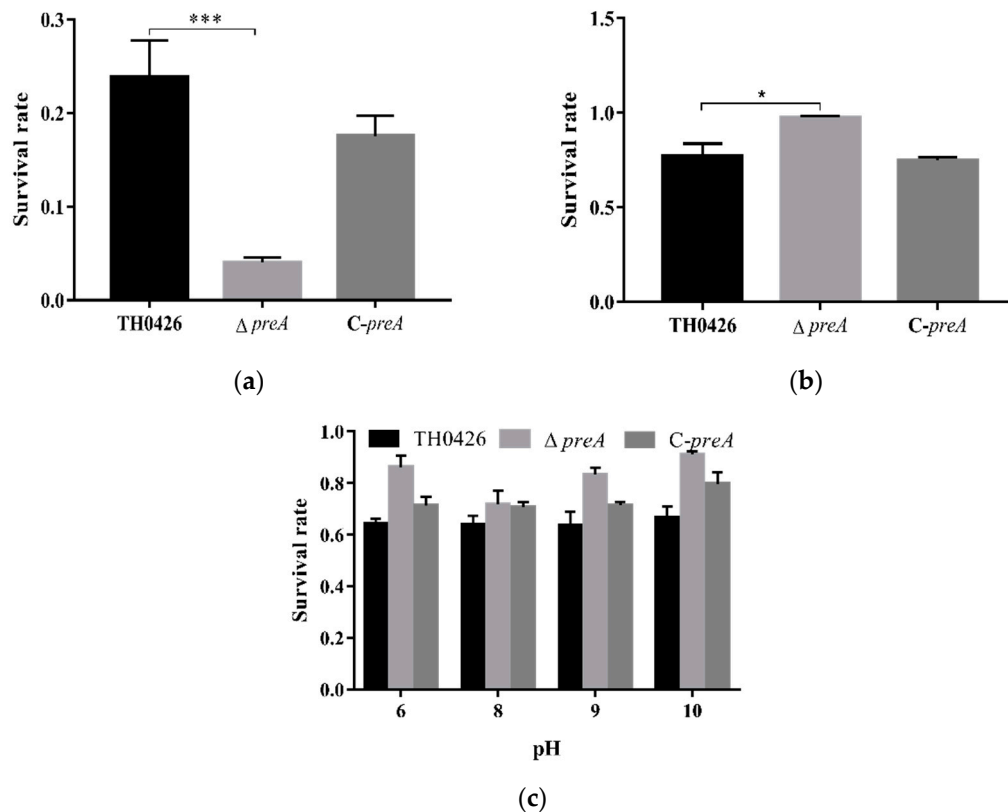 0.3
0.2
0.1
0.0
Survival rate
***
TH0426
Δ preA
C-preA
(a)
1.5
1.0
0.5
0.0
Survival rate
*
TH0426
Δ preA
C-preA
(b)
TH0426 Δ preA C-preA
1.0
0.8
0.6
0.4
0.2
0.0
Survival rate
6 8 9 10
pH
(c)